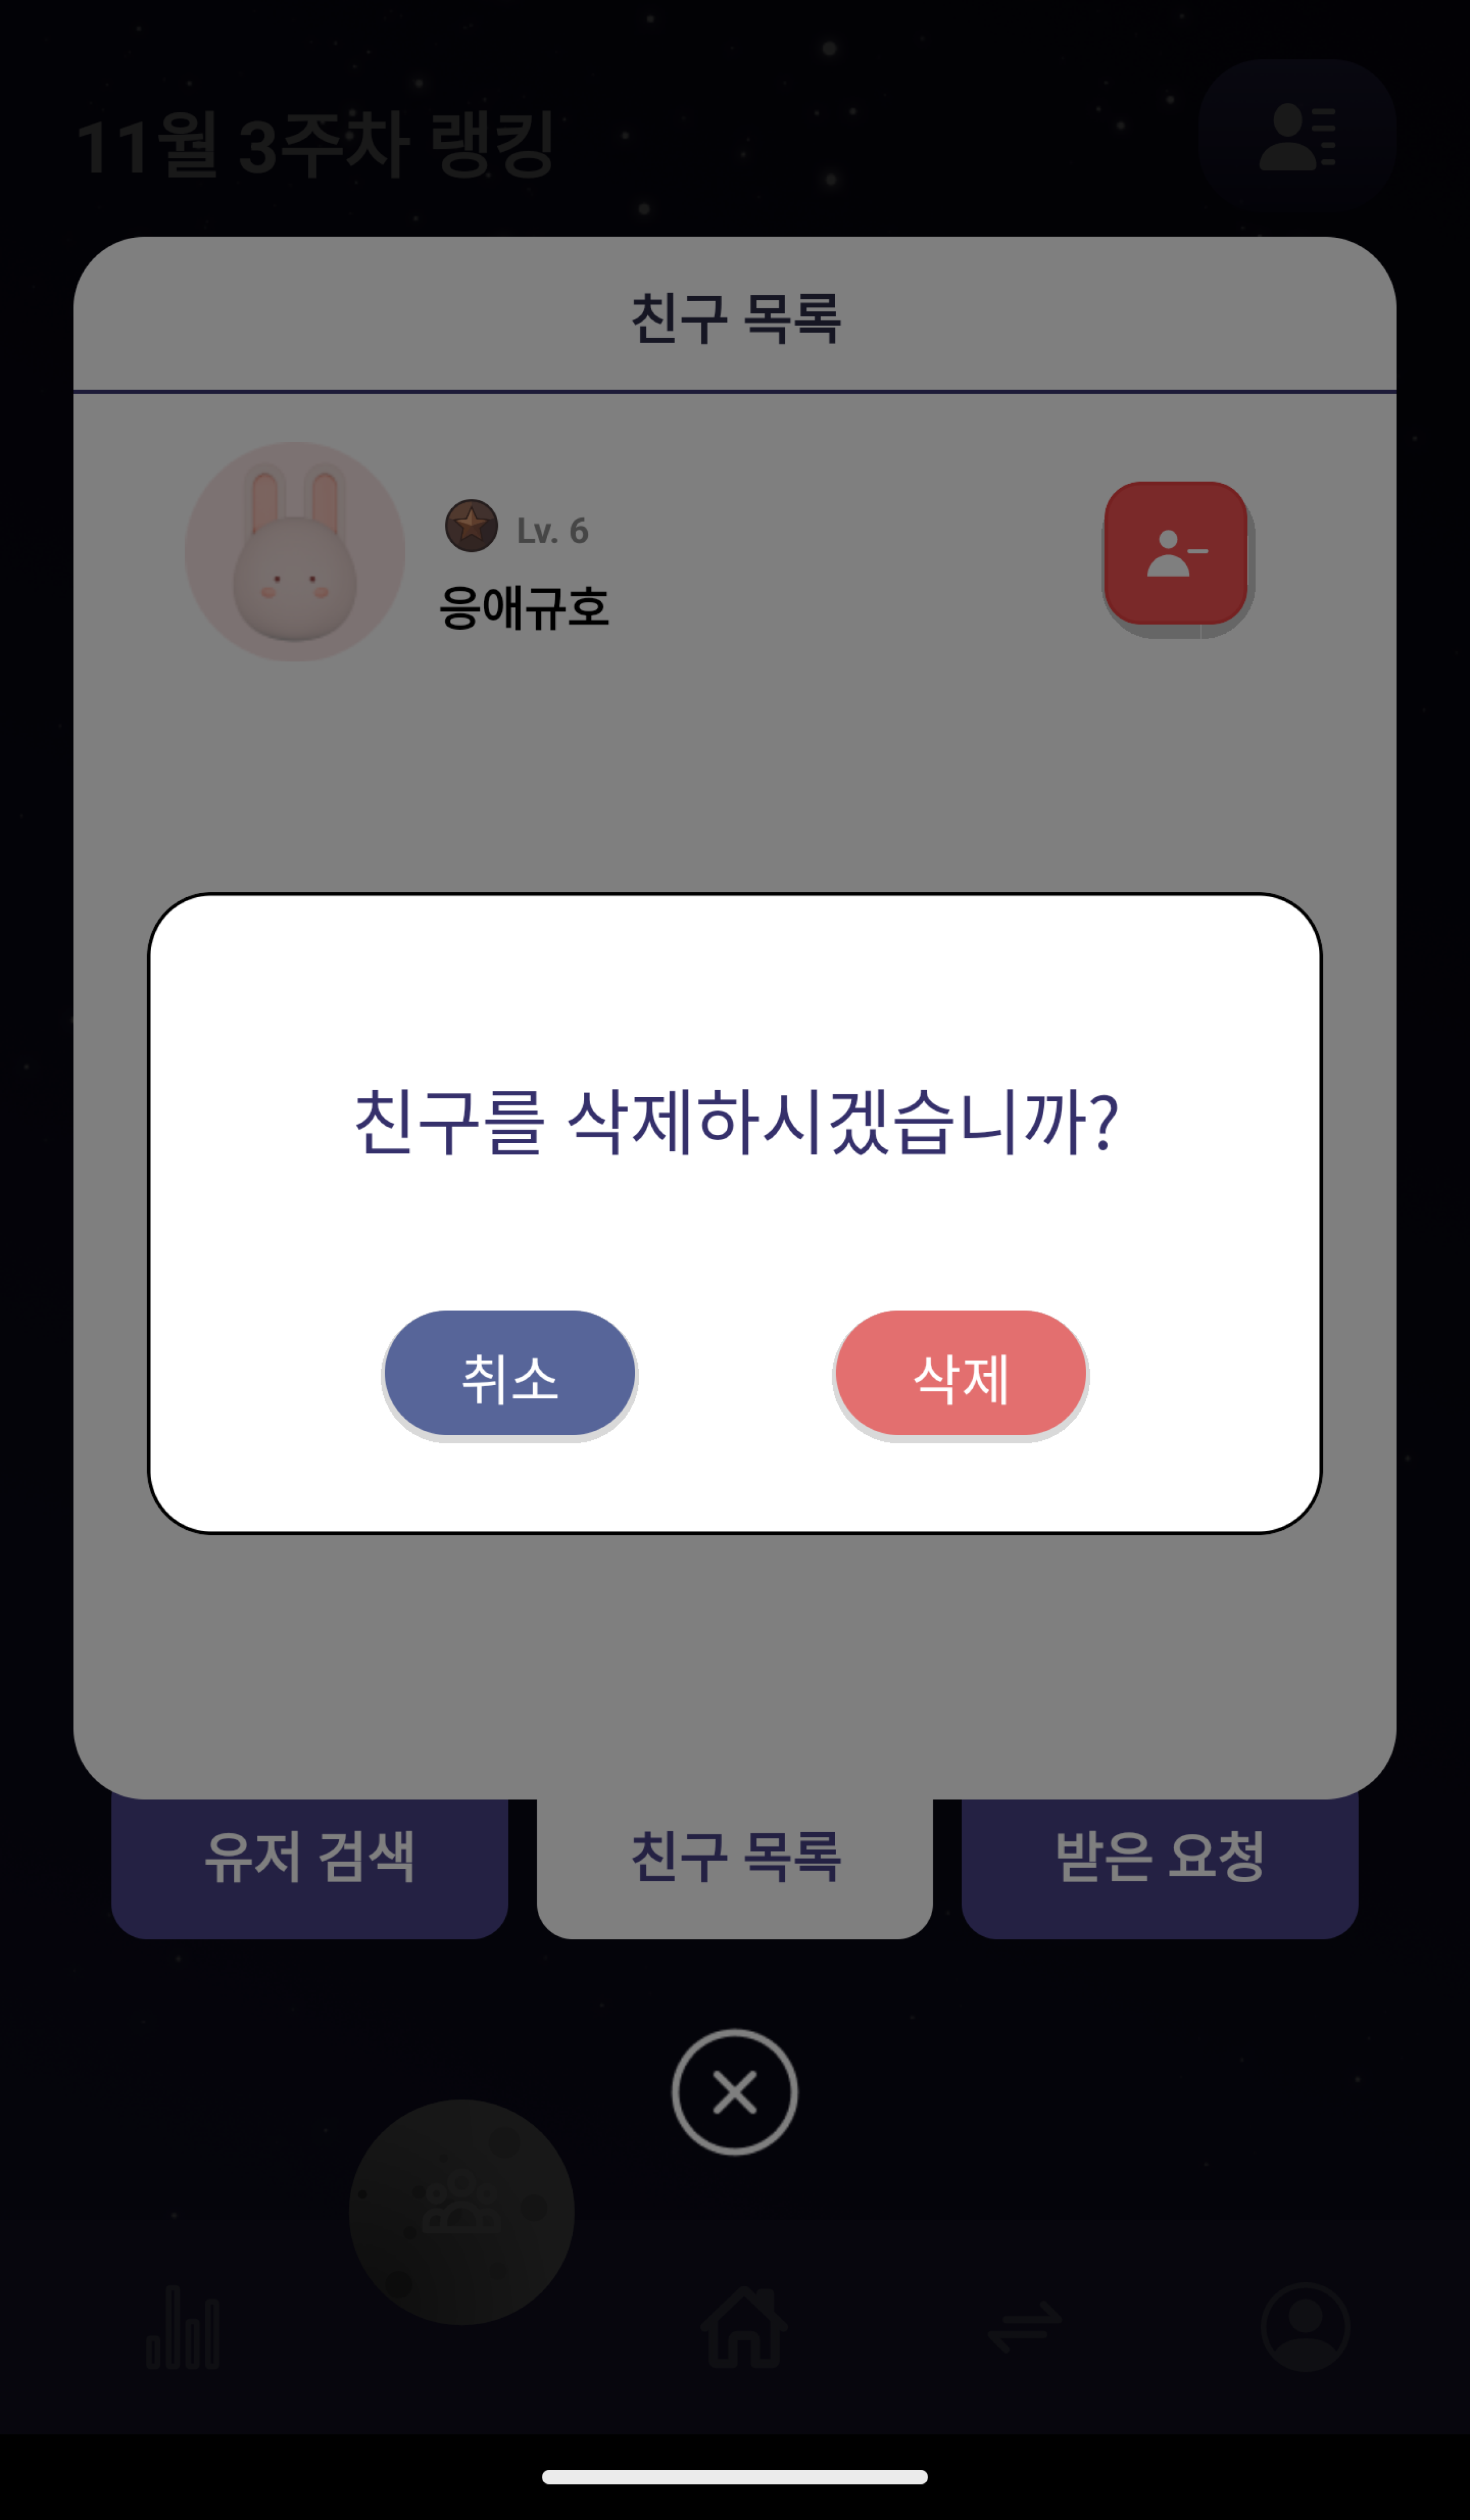 11월 3주차 랭킹
친구 목록
Lv. 6
응애규호
친구를 삭제하시겠습니까?
취소
삭제
유저 검색
친구 목록
받은 요청